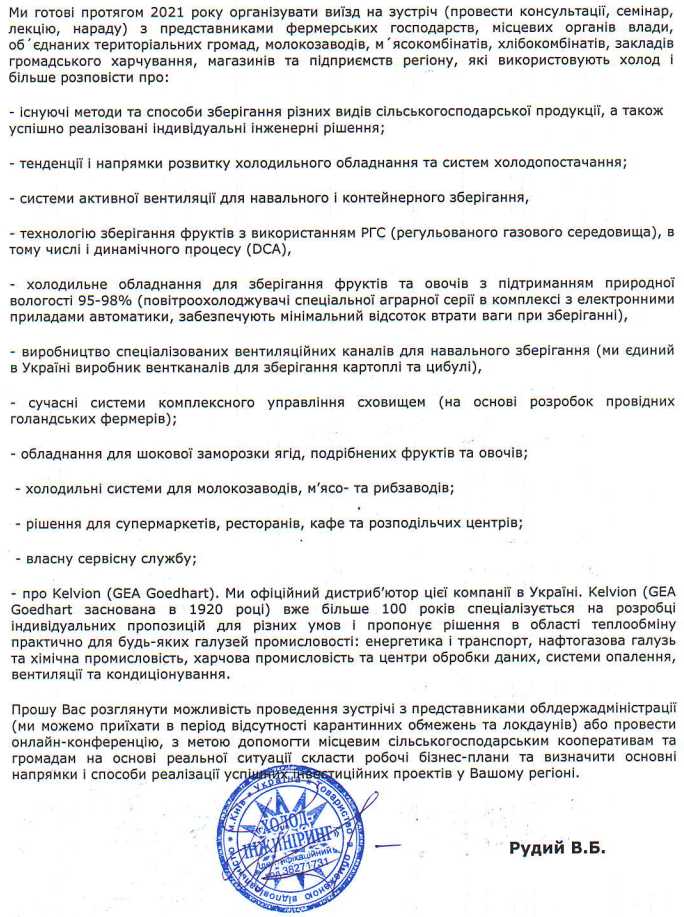 Ми готові протягом 2021 року організувати виїзд на зустріч (провести консультації, семінар,
лекцію, нараду) з представниками фермерських господарств, місцевих органів влади,
об´єднаних територіальних громад, молокозаводів, м´ясокомбінатів, хлібокомбінатів, закладів
громадського харчування, магазинів та підприємств регіону, які використовують холод і
більше розповісти про:
- існуючі методи та способи зберігання різних видів сільськогосподарської продукції, а також
успішно реалізовані індивідуальні інженерні рішення;
- тенденції і напрямки розвитку холодильного обладнання та систем холодопостачання;
- системи активної вентиляції для навального і контейнерного зберігання,
- технологію зберігання фруктів з використанням РГС (регульованого газового середовища), в
тому числі і динамічного процесу (DCA),
- холодильне обладнання для зберігання фруктів та овочів з підтриманням природної
вологості 95-98% (повітроохолоджувачі спеціальної аграрної серії в комплексі з електронними
приладами автоматики, забезпечують мінімальний відсоток втрати ваги при зберіганні),
- виробництво спеціалізованих вентиляційних каналів для навального зберігання (ми єдиний
в Україні виробник вентканалів для зберігання картоплі та цибулі),
- сучасні системи комплексного управління сховищем (на основі розробок провідних
голандських фермерів);
- обладнання для шокової заморозки ягід, подрібнених фруктів та овочів;
- холодильні системи для молокозаводів, м’ясо- та рибзаводів;
- рішення для супермаркетів, ресторанів, кафе та розподільчих центрів;
- власну сервісну службу;
- про Kelvion (GEA Goedhart). Ми офіційний дистриб’ютор цієї компанії в Україні. Kelvion (GEA
Goedhart заснована в 1920 році) вже більше 100 років спеціалізується на розробці
індивідуальних пропозицій для різних умов і пропонує рішення в області теплообміну
практично для будь-яких галузей промисловості: енергетика і транспорт, нафтогазова галузь
та хімічна промисловість, харчова промисловість та центри обробки даних, системи опалення,
вентиляції та кондиціонування.
Прошу Вас розглянути можливість проведення зустрічі з представниками облдержадміністрації
(ми можемо приїхати в період відсутності карантинних обмежень та локдаунів) або провести
онлайн-конференцію, з метою допомогти місцевим сільськогосподарським кооперативам та
громадам на основі реальної ситуації скласти робочі бізнес-плани та визначити основні
напрямки і способи реалізації успішних інвестиційних проектів у Вашому регіоні.
м.Київ * Україна * Товариство з обмеженою відповідальністю *
«ХОЛОД-
ІНЖИНІРИНГ»
Ідентифікаційний
код 38271731
Рудий В.Б.